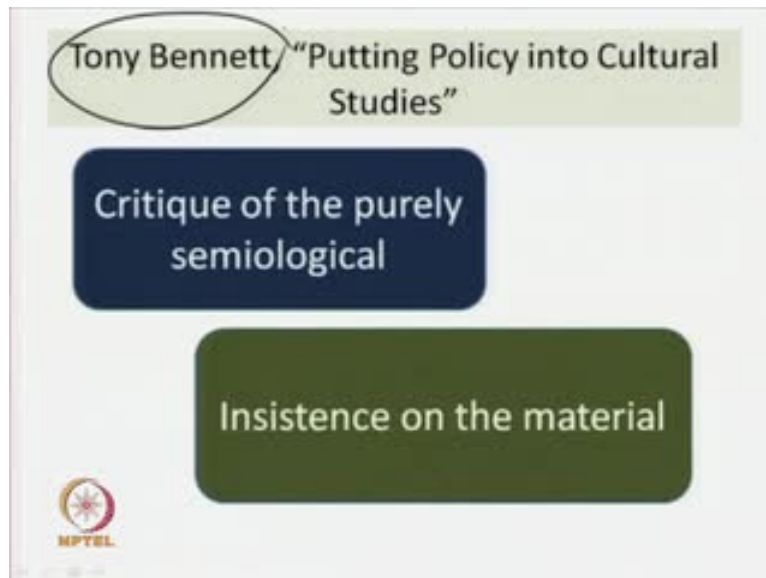 Tony Bennett, “Putting Policy into Cultural
Studies”
Critique of the purely
semiological
Insistence on the material
NPTEL